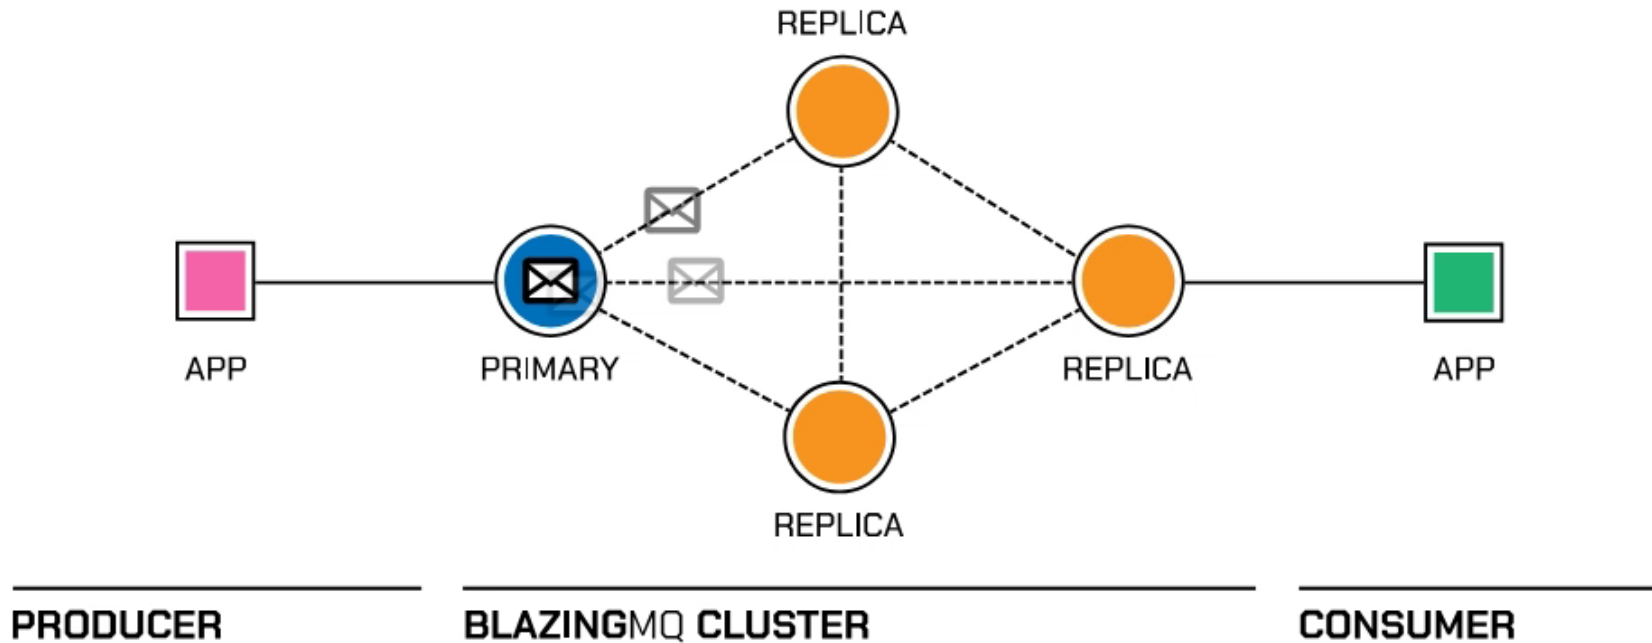 REPLICA
APP
PRIMARY
REPLICA
APP
REPLICA
PRODUCER
BLAZINGMQ CLUSTER
CONSUMER